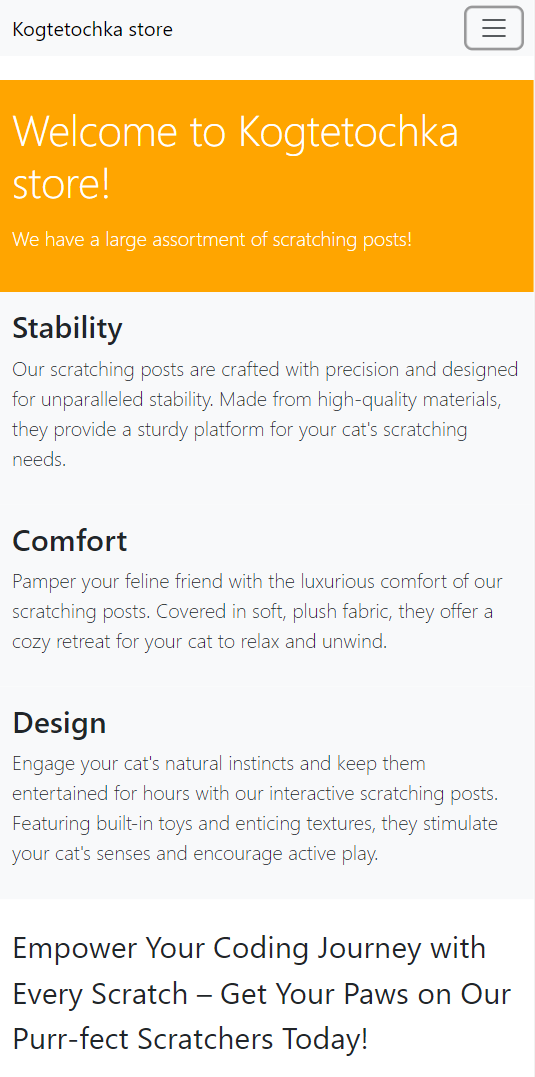 Kogtetochka store
Welcome to Kogtetochka
store!
We have a large assortment of scratching posts!
Stability
Our scratching posts are crafted with precision and designed
for unparalleled stability. Made from high-quality materials,
they provide a sturdy platform for your cat's scratching
needs.
Comfort
Pamper your feline friend with the luxurious comfort of our
scratching posts. Covered in soft, plush fabric, they offer a
cozy retreat for your cat to relax and unwind.
Design
Engage your cat's natural instincts and keep them
entertained for hours with our interactive scratching posts.
Featuring built-in toys and enticing textures, they stimulate
your cat's senses and encourage active play.
Empower Your Coding Journey with
Every Scratch – Get Your Paws on Our
Purr-fect Scratchers Today!